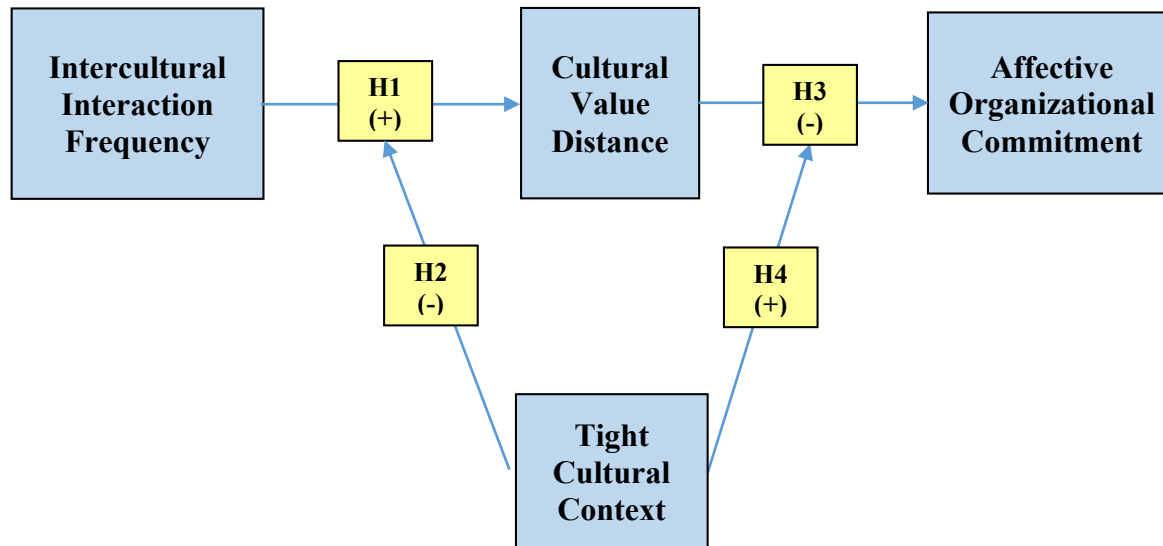 Intercultural
Interaction
Frequency
H1
(+)
Cultural
Value
Distance
H3
(-)
Affective
Organizational
Commitment
H2
(-)
H4
(+)
Tight
Cultural
Context